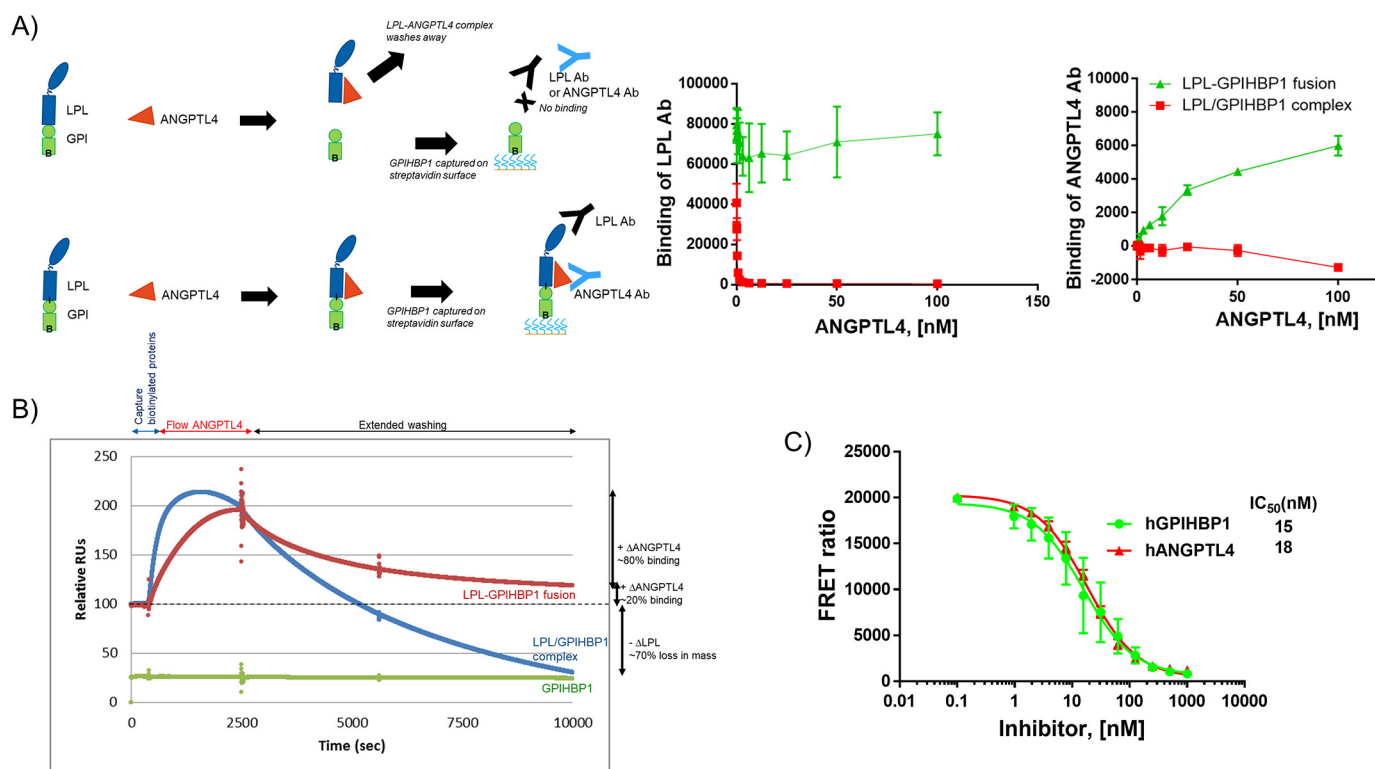 A)
LPL-ANGPTL4 complex
washes away
LPL
GPI
B
ANGPTL4
B
GPIHBP1 captured on
streptavidin surface
LPL Ab
or ANGPTL4 Ab
No binding
B
LPL
GPI
B
ANGPTL4
B
GPIHBP1 captured on
streptavidin surface
LPL Ab
ANGPTL4 Ab
B
Binding of LPL Ab
100000
80000
60000
40000
20000
0
0
50
100
150
ANGPTL4, [nM]
Binding of ANGPTL4 Ab
10000
8000
6000
4000
2000
0
-2000
0
50
100
ANGPTL4, [nM]
LPL-GPIHBP1 fusion
LPL/GPIHBP1 complex
B)
Capture
biotinylated proteins
Flow ANGPTL4
Extended washing
Relative RUs
250
200
150
100
50
0
0
2500
5000
7500
10000
Time (sec)
LPL-GPIHBP1 fusion
LPL/GPIHBP1
complex
GPIHBP1
+ ΔANGPTL4
~80% binding
+ ΔANGPTL4
~20% binding
- ΔLPL
~70% loss in mass
C)
FRET ratio
25000
20000
15000
10000
5000
0
0.01
0.1
1
10
100
1000
10000
Inhibitor, [nM]
IC50(nM)
hGPIHBP1 15
hANGPTL4 18